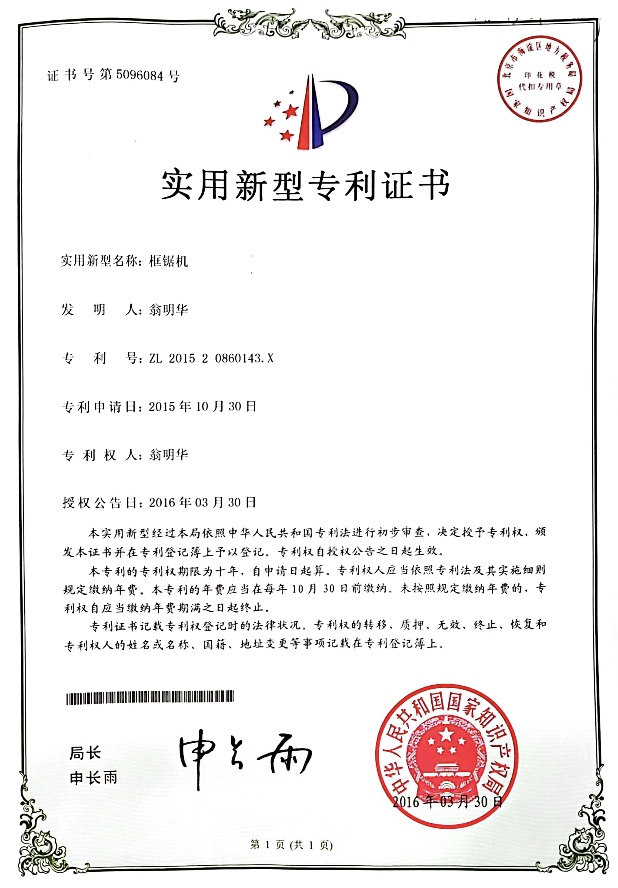 证书号第5096084号
北京市海淀区地方税务局
印花税
代扣专用章
国家知识产权局
实用新型专利证书
实用新型名称：框锯机
发明人：翁明华
专利号：ZL 2015 2 0860143.X
专利申请日：2015年10月30日
专利权人：翁明华
授权公告日：2016年03月30日
本实用新型经过本局依照中华人民共和国专利法进行初步审查，决定授予专利权，颁
发本证书并在专利登记簿上予以登记。专利权自授权公告之日起生效。
本专利的专利权期限为十年，自申请日起算。专利权人应当依照专利法及其实施细则
规定缴纳年费。本专利的年费应当在每年10月30日前缴纳。未按照规定缴纳年费的，专
利权自应当缴纳年费期满之日起终止。
专利证书记载专利权登记时的法律状况。专利权的转移、质押、无效、终止、恢复和
专利权人的姓名或名称、国籍、地址变更等事项记载在专利登记簿上。
局长
申长雨
申长雨
中华人民共和国国家知识产权局
2016年03月30日
第1页(共1页)